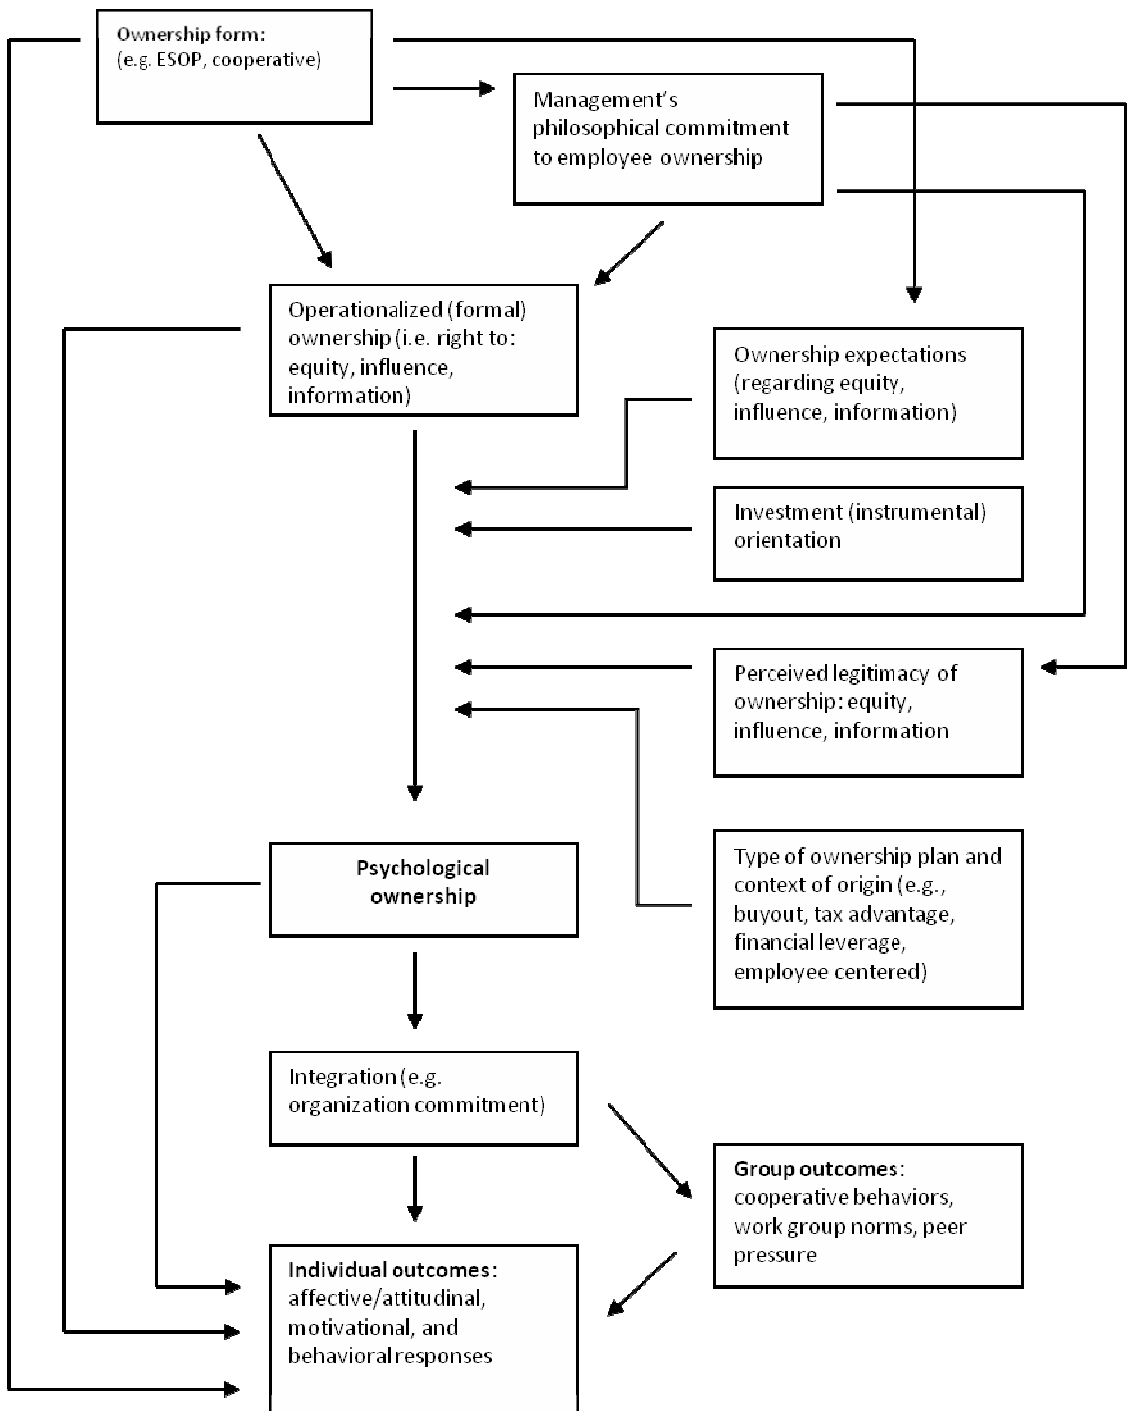 Ownership form:
(e.g. ESOP, cooperative)
Management's
philosophical commitment
to employee ownership
Operationalized (formal)
ownership (i.e. right to:
equity, influence,
information)
Ownership expectations
(regarding equity,
influence, information)
Investment (instrumental)
orientation
Perceived legitimacy of
ownership: equity,
influence, information
Psychological
ownership
Type of ownership plan and
context of origin (e.g.,
buyout, tax advantage,
financial leverage,
employee centered)
Integration (e.g.
organization commitment)
Group outcomes:
cooperative behaviors,
work group norms, peer
pressure
Individual outcomes:
affective/attitudinal,
motivational, and
behavioral responses